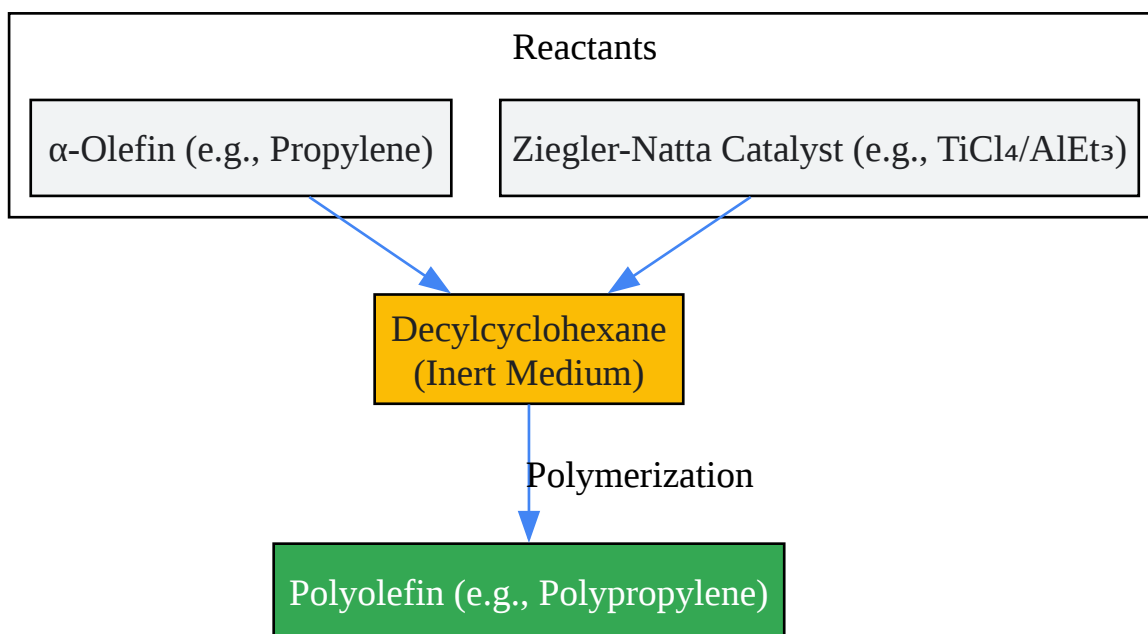 Reactants
α-Olefin (e.g., Propylene)
Ziegler-Natta Catalyst (e.g., TiCl₄/AlEt₃)
Decylcyclohexane
(Inert Medium)
Polymerization
Polyolefin (e.g., Polypropylene)